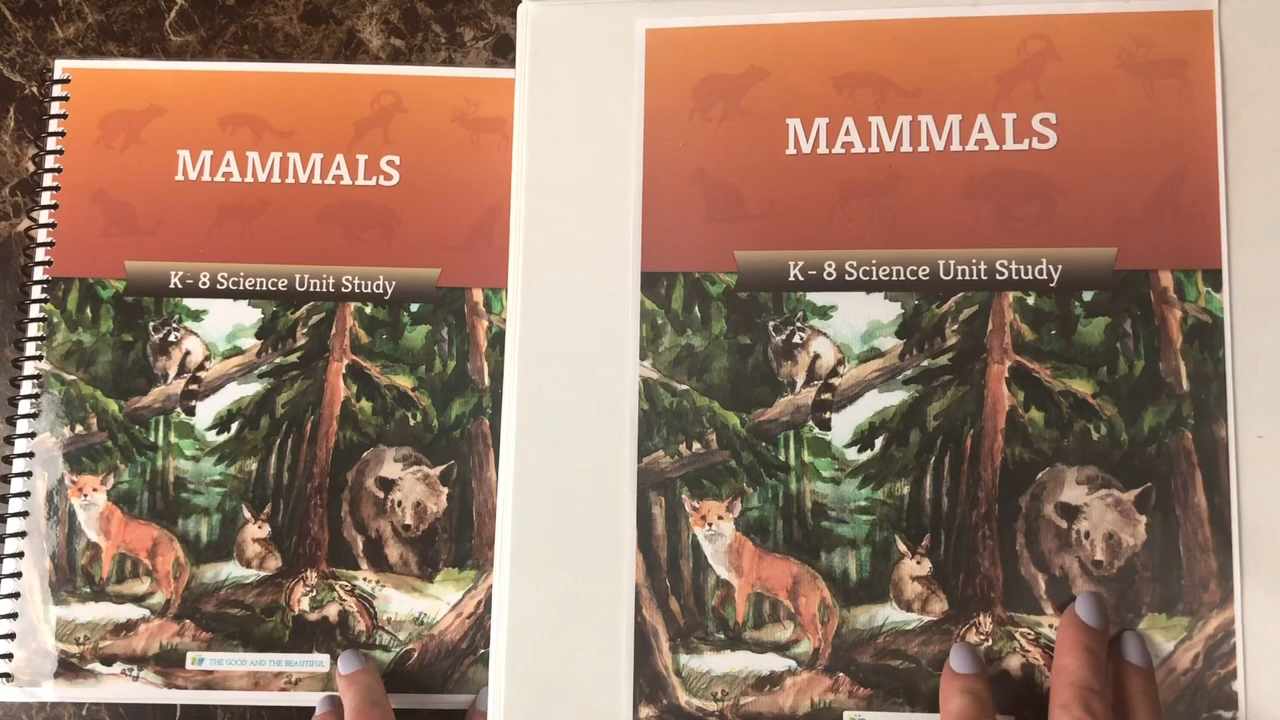 MAMMALS
K-8 Science Unit Study
THE GOOD AND THE BEAUTIFUL
MAMMALS
K-8 Science Unit Study